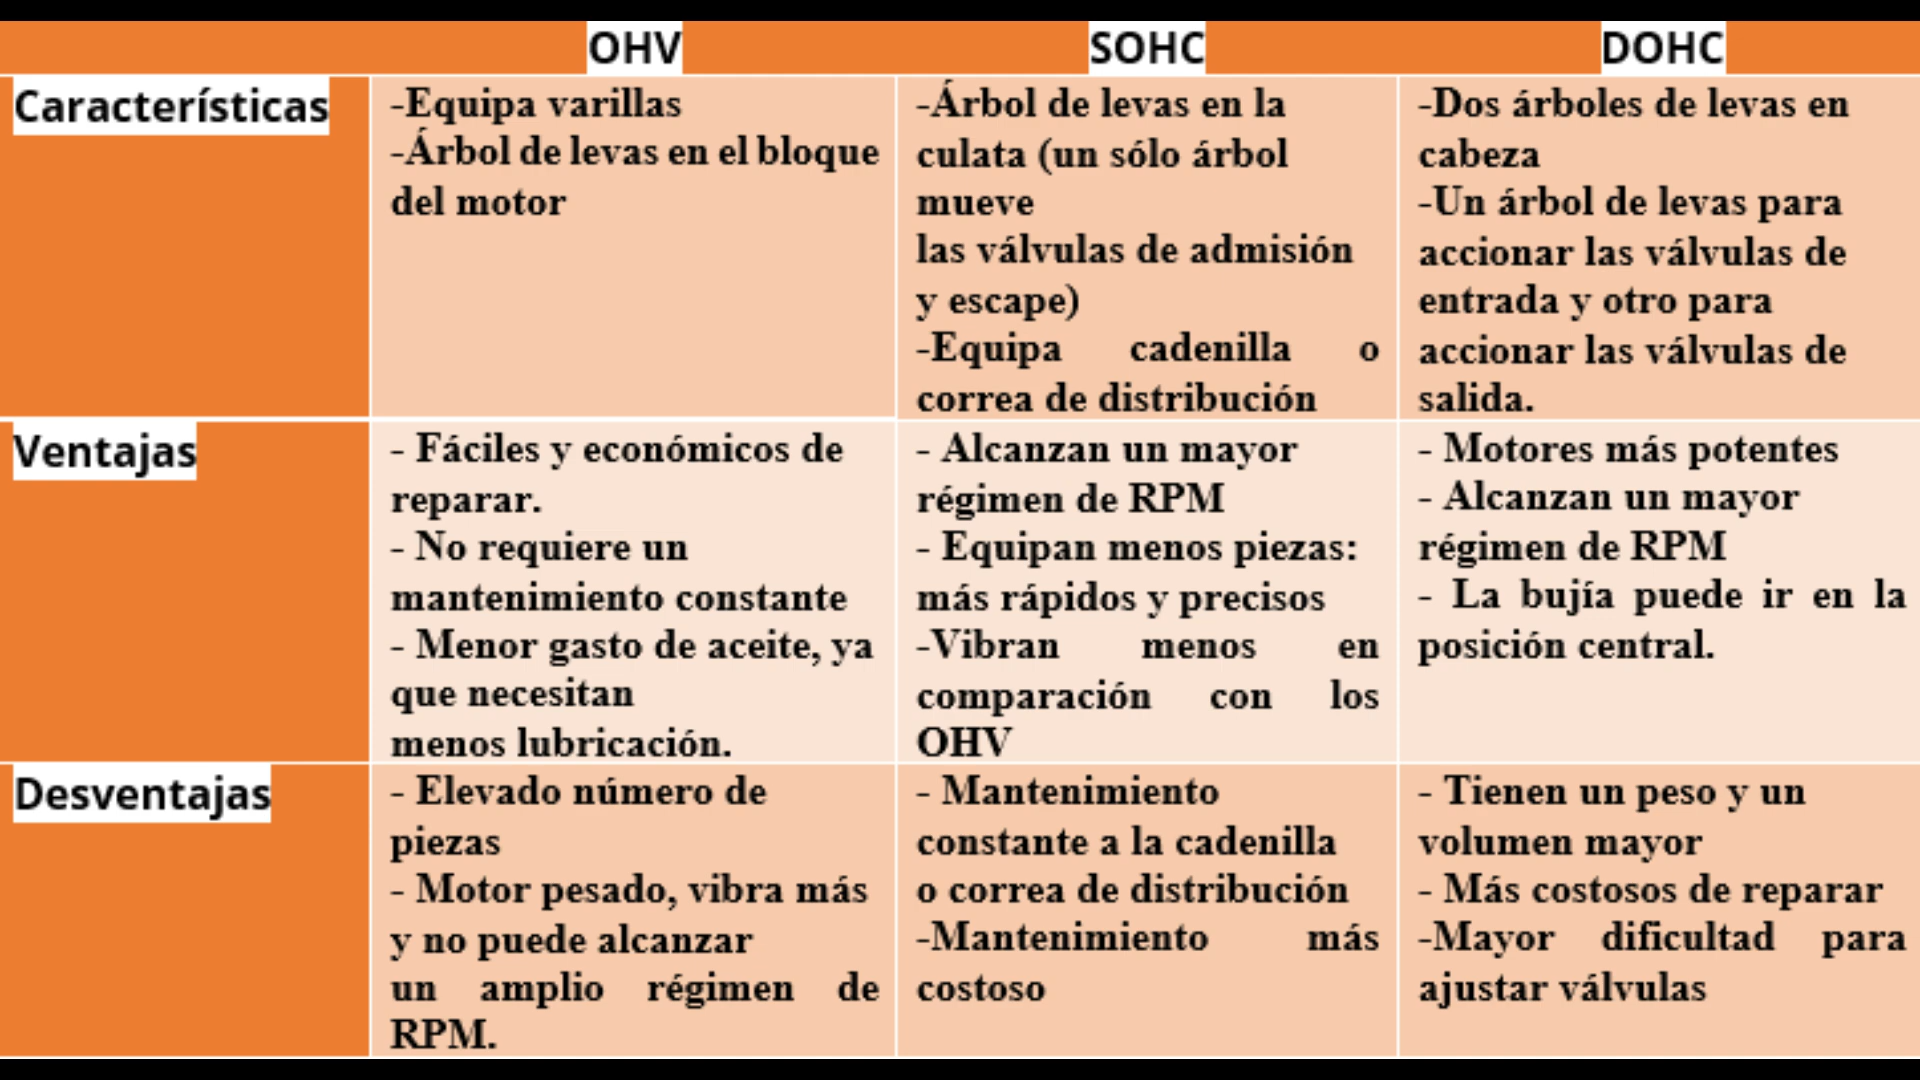 OHV SOHC DOHC
Características
-Equipa varillas
-Árbol de levas en el bloque
del motor
-Árbol de levas en la
culata (un sólo árbol
mueve
las válvulas de admisión
y escape)
-Equipa cadenilla o
correa de distribución
-Dos árboles de levas en
cabeza
-Un árbol de levas para
accionar las válvulas de
entrada y otro para
accionar las válvulas de
salida.
Ventajas
- Fáciles y económicos de
reparar.
- No requiere un
mantenimiento constante
- Menor gasto de aceite, ya
que necesitan
menos lubricación.
- Alcanzan un mayor
régimen de RPM
- Equipan menos piezas:
más rápidos y precisos
-Vibran menos en
comparación con los
OHV
- Motores más potentes
- Alcanzan un mayor
régimen de RPM
- La bujía puede ir en la
posición central.
Desventajas
- Elevado número de
piezas
- Motor pesado, vibra más
y no puede alcanzar
un amplio régimen de
RPM.
- Mantenimiento
constante a la cadenilla
o correa de distribución
-Mantenimiento más
costoso
- Tienen un peso y un
volumen mayor
- Más costosos de reparar
-Mayor dificultad para
ajustar válvulas